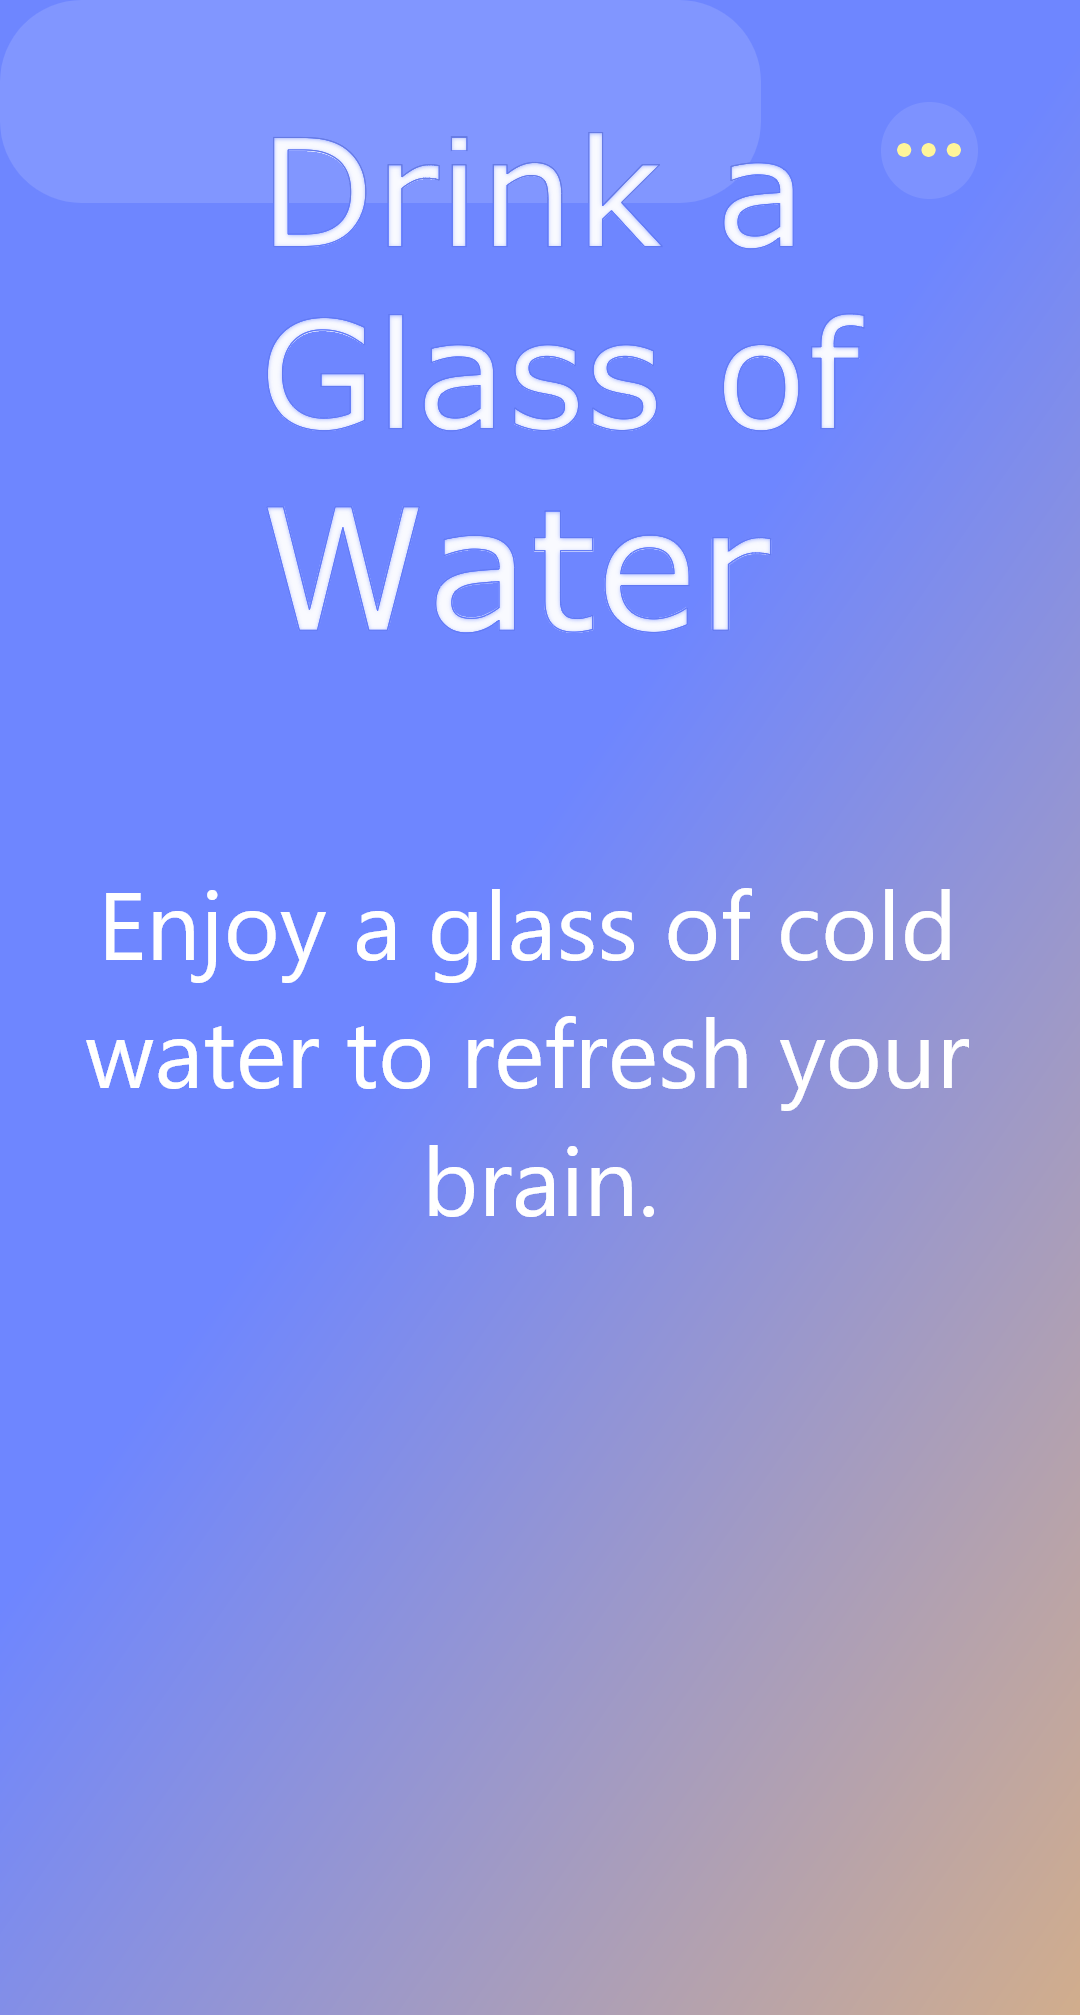 Drink a
Glass of
Water
Enjoy a glass of cold
water to refresh your
brain.